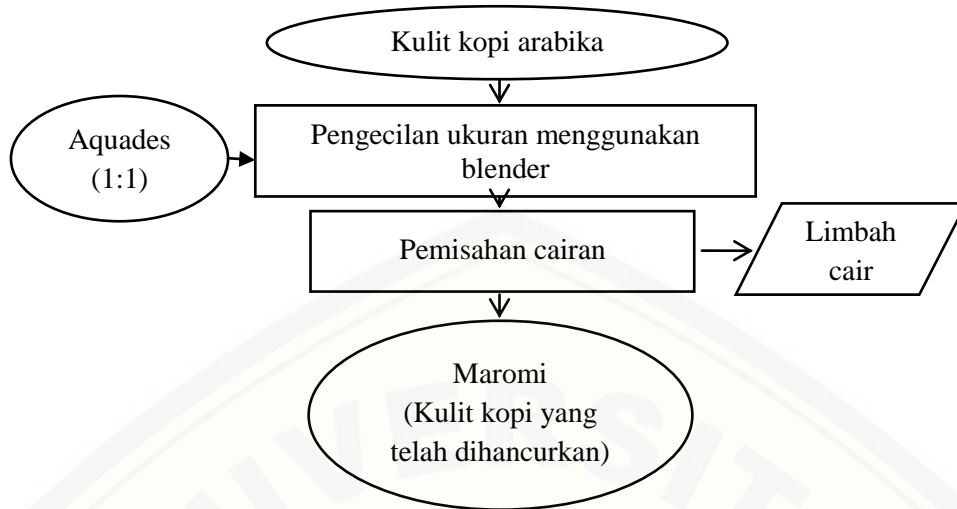 Kulit kopi arabika
Aquades
(1:1)
Pengecilan ukuran menggunakan
blender
Pemisahan cairan
Limbah
cair
Maromi
(Kulit kopi yang
telah dihancurkan)